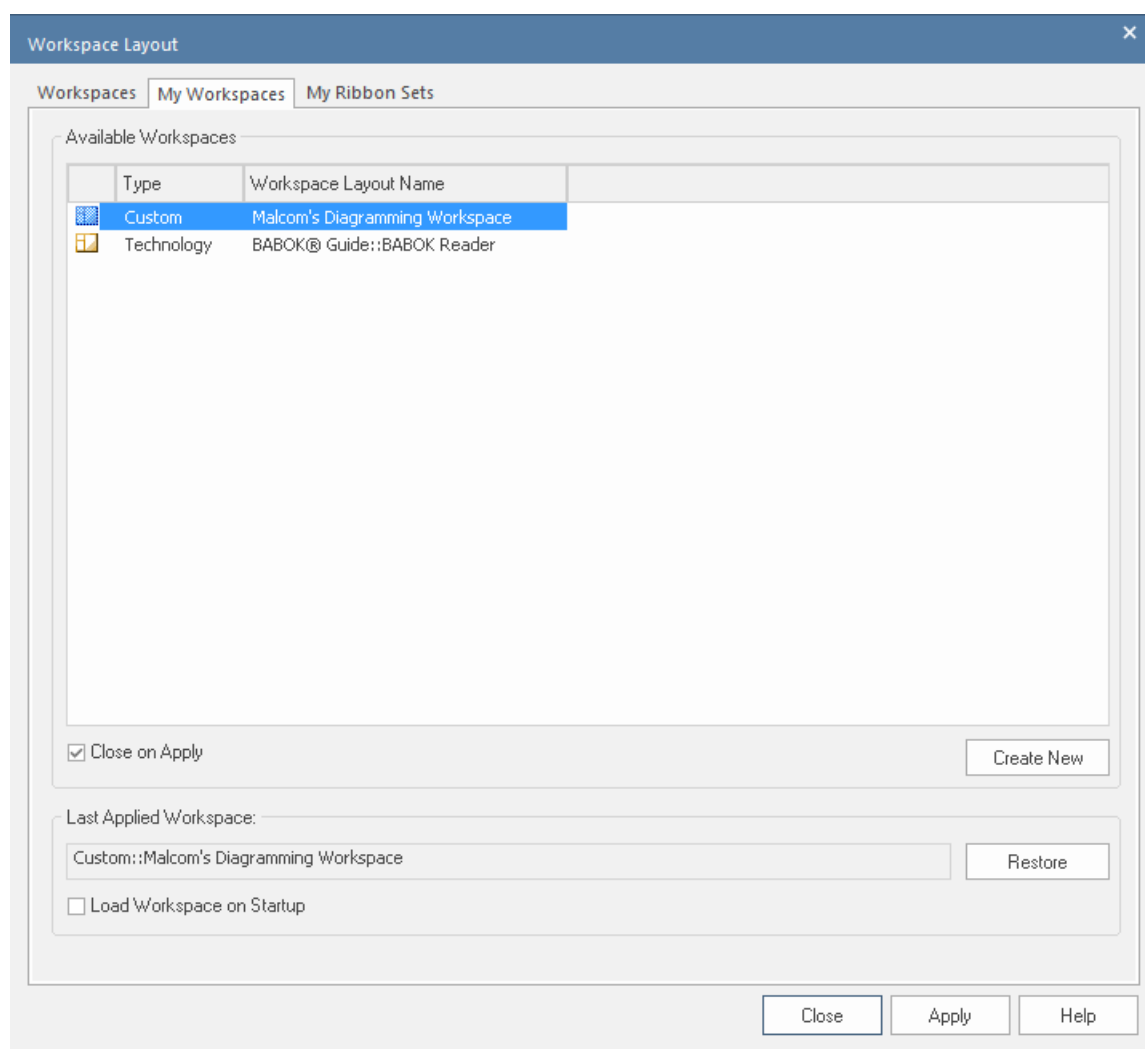 Workspace Layout
Workspaces My Workspaces My Ribbon Sets
Available Workspaces
Type Workspace Layout Name
Custom Malcom's Diagramming Workspace
Technology BABOK® Guide::BABOK Reader
Close on Apply
Create New
Last Applied Workspace:
Custom::Malcom's Diagramming Workspace
Restore
Load Workspace on Startup
Close Apply Help